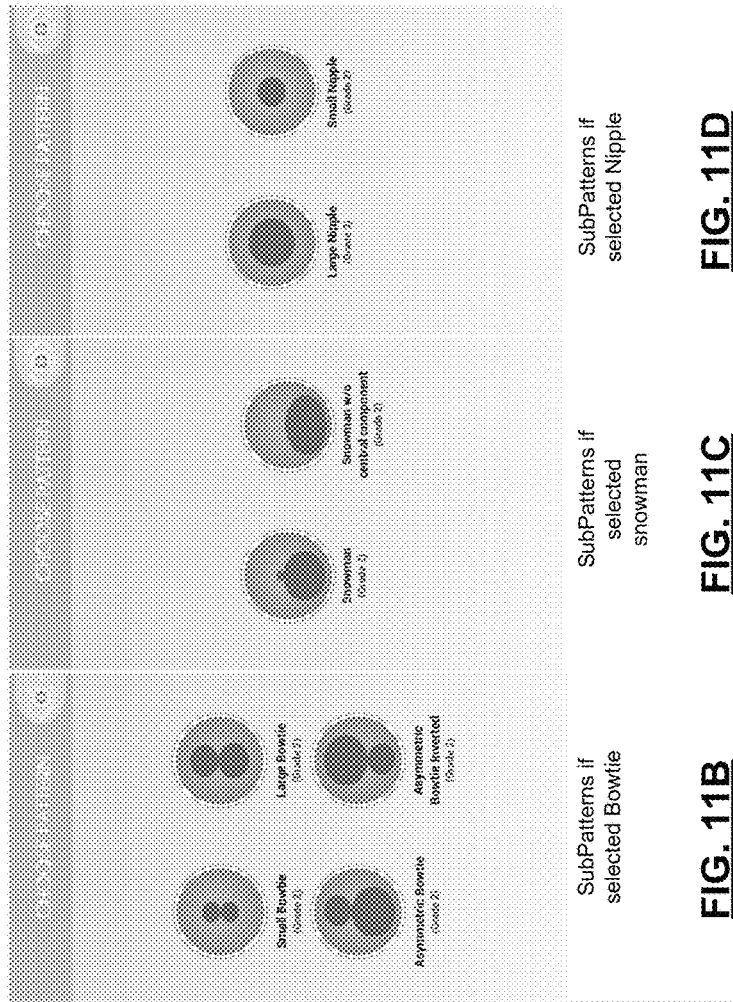 Small Bowtie
(Grade 2)
Large Bowtie
(Grade 2)
Asymmetric Bowtie
(Grade 2)
Asymmetric
Bowtie Inverted
(Grade 2)
SubPatterns if
selected Bowtie
FIG. 11B
Snowman
(Grade 2)
Snowman w/o
central component
(Grade 2)
SubPatterns if
selected
snowman
FIG. 11C
Large Nipple
(Grade 2)
Small Nipple
(Grade 2)
SubPatterns if
selected Nipple
FIG. 11D